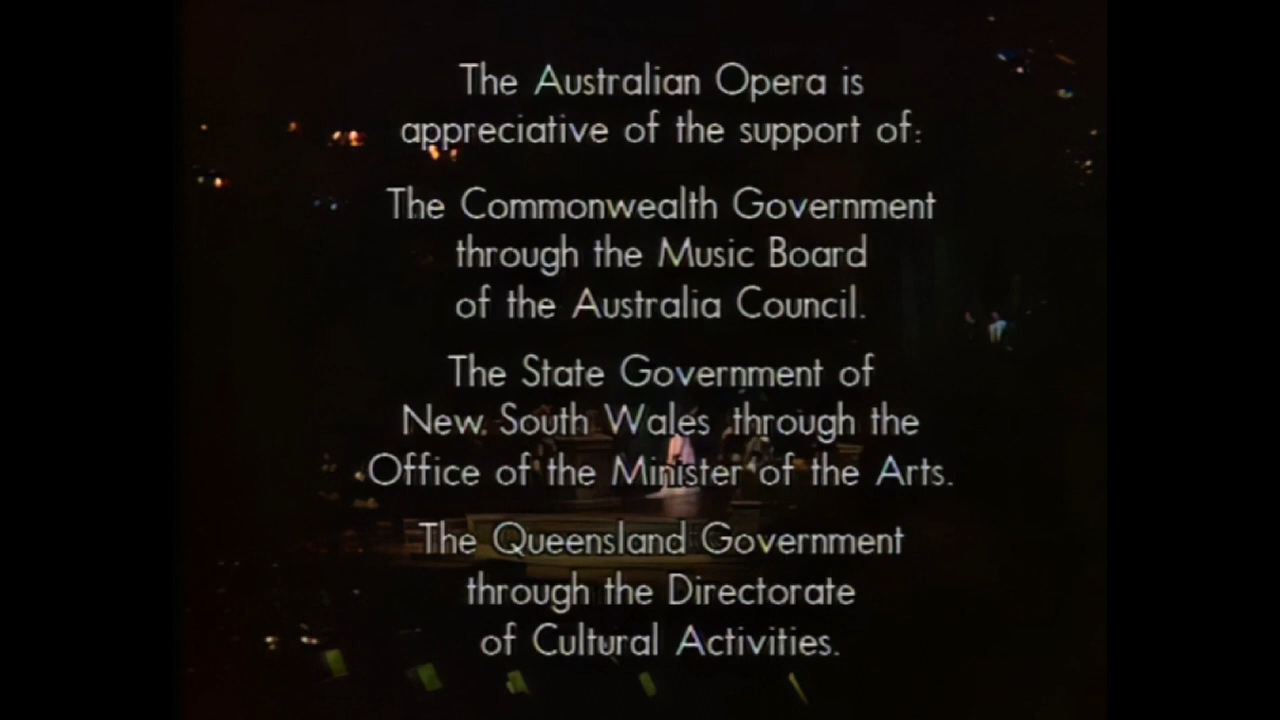 The Australian Opera is
appreciative of the support of:
The Commonwealth Government
through the Music Board
of the Australia Council.
The State Government of
New South Wales through the
Office of the Minister of the Arts.
The Queensland Government
through the Directorate
of Cultural Activities.